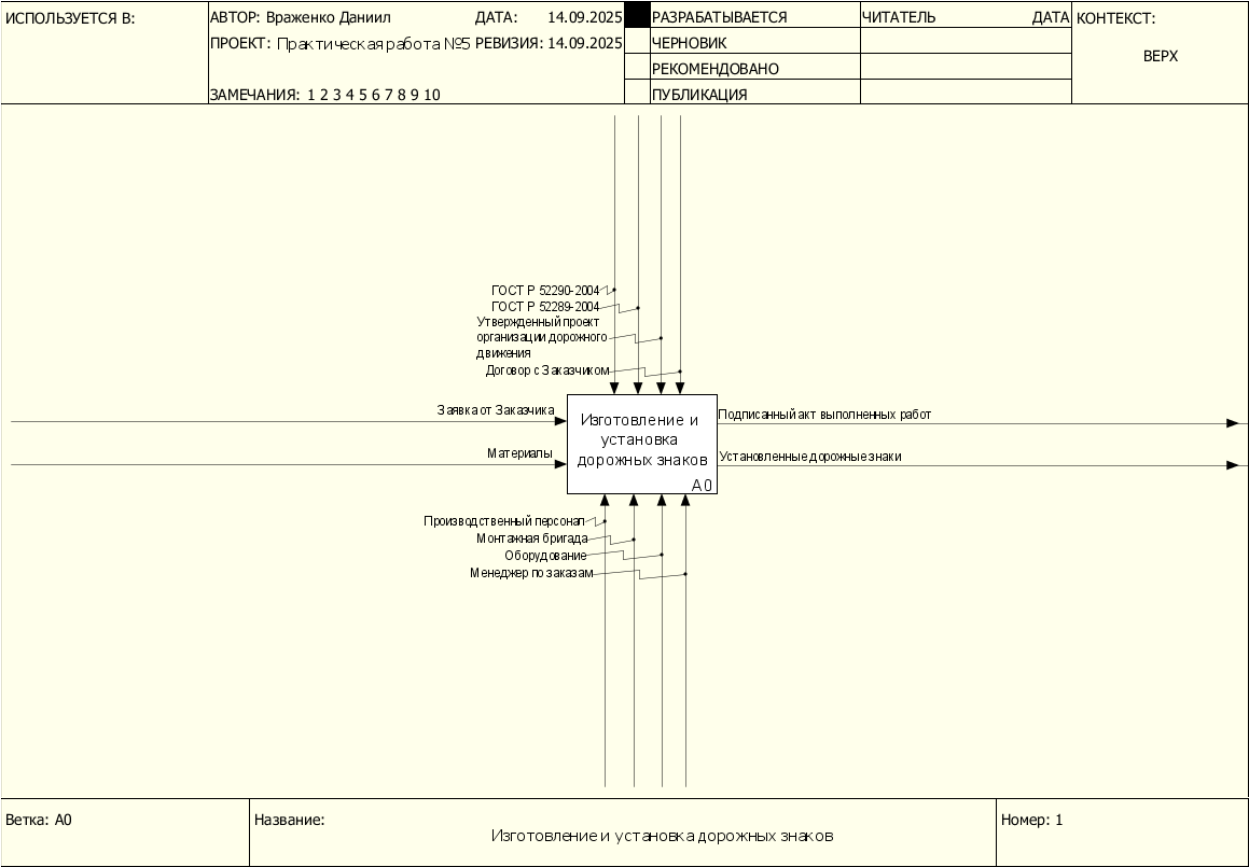 ИСПОЛЬЗУЕТСЯ В:
АВТОР: Враженко Даниил ДАТА: 14.09.2025
РАЗРАБАТЫВАЕТСЯ
ЧИТАТЕЛЬ ДАТА
КОНТЕКСТ:
ПРОЕКТ: Практическая работа №5 РЕВИЗИЯ: 14.09.2025
ЧЕРНОВИК
ВЕРХ
РЕКОМЕНДОВАНО
ЗАМЕЧАНИЯ: 1 2 3 4 5 6 7 8 9 10
ПУБЛИКАЦИЯ
ГОСТ Р 52290-2004
ГОСТ Р 52289-2004
Утвержденный проект
организации дорожного
движения
Договор с Заказчиком
Заявка от Заказчика
Материалы
Изготовление и
установка
дорожных знаков
A0
Подписанный акт выполненных работ
Установленные дорожные знаки
Производственный персонал
Монтажная бригада
Оборудование
Менеджер по заказам
Ветка: A0
Название:
Изготовление и установка дорожных знаков
Номер: 1